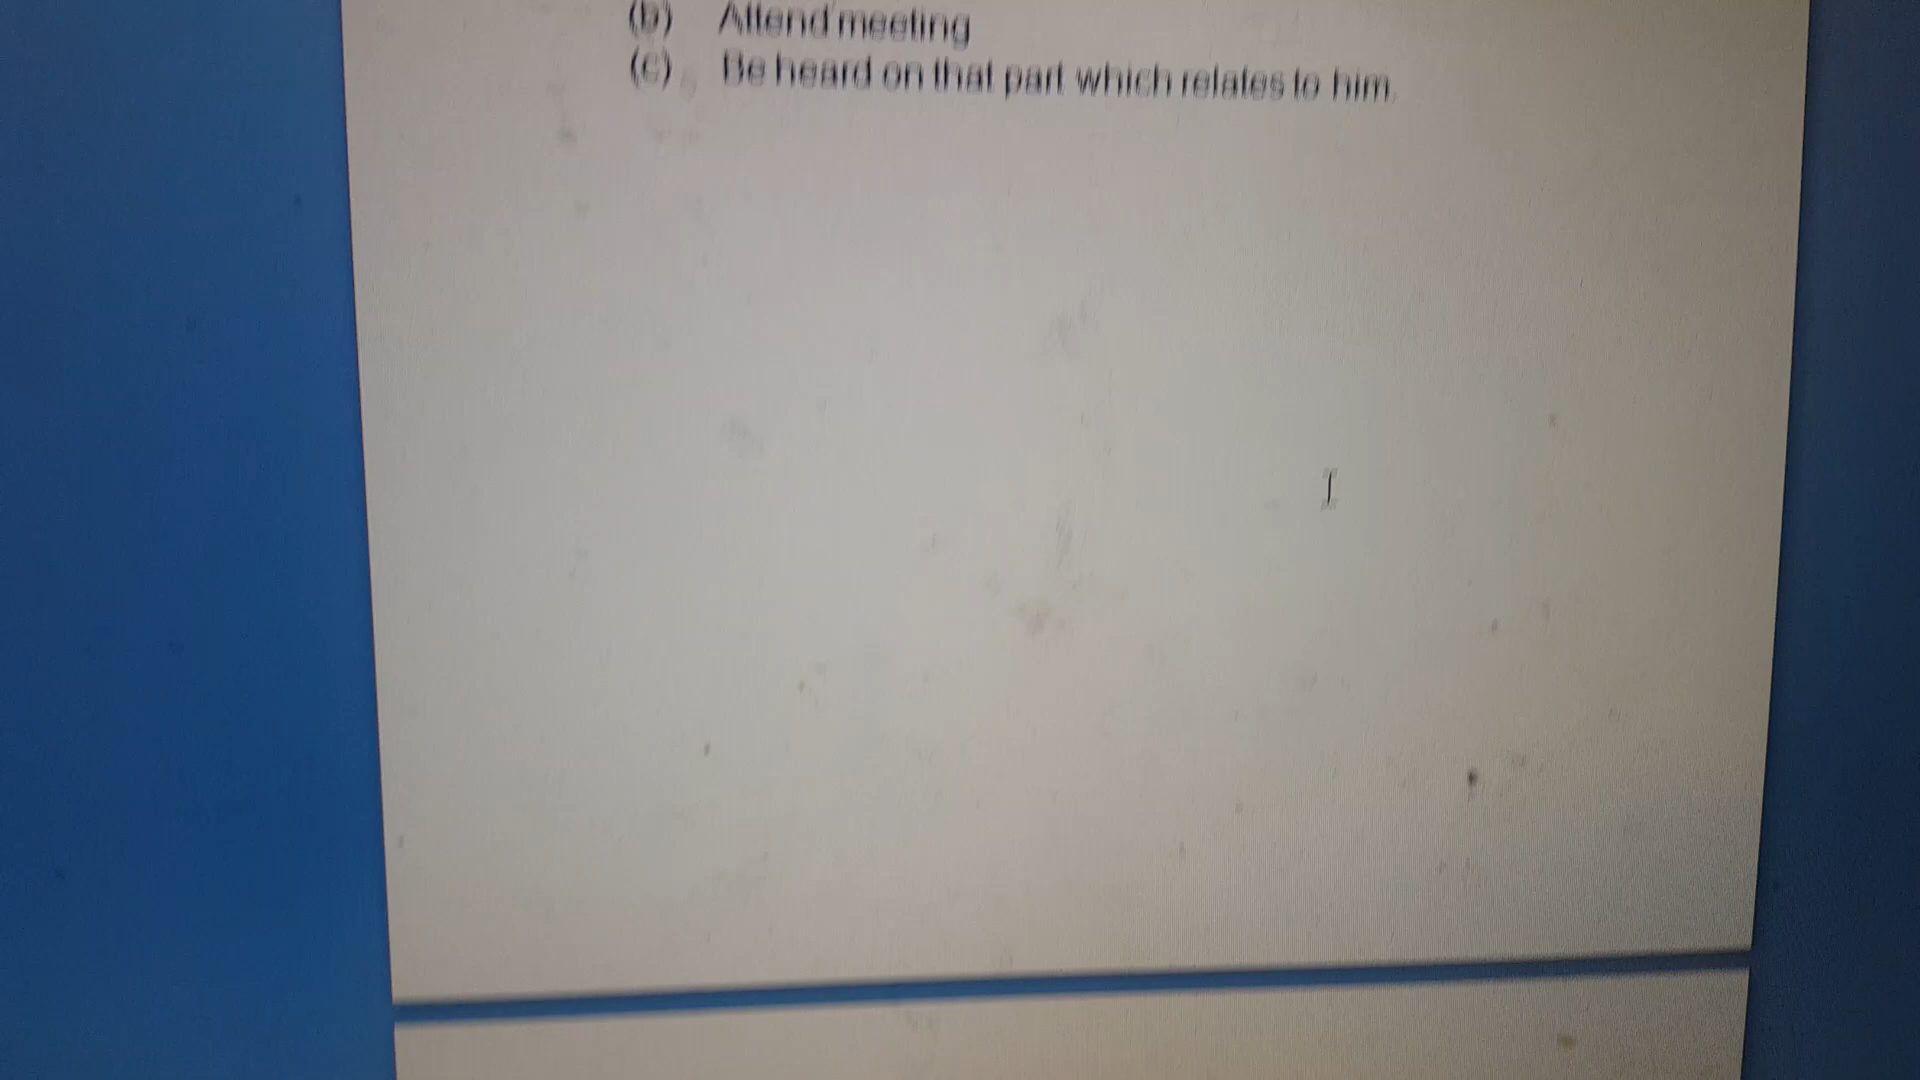 (b) Attend meeting
(c) Be heard on that part which relates to him.